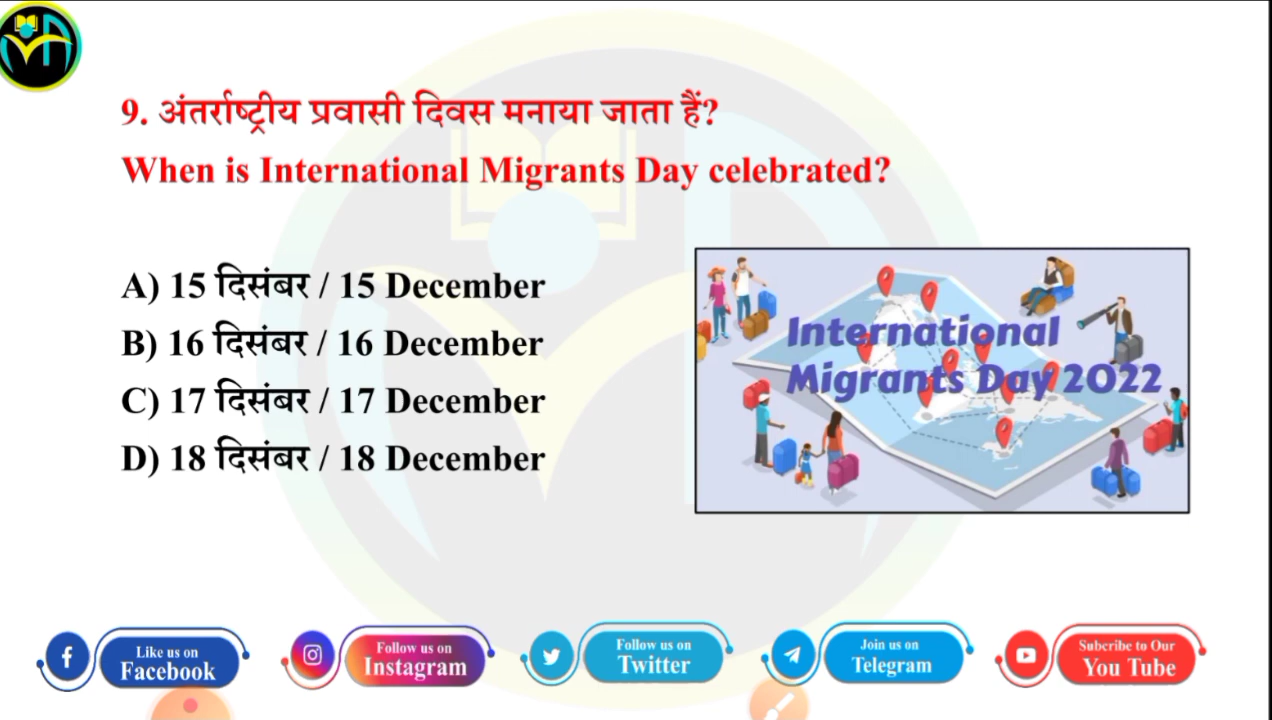 9. अंतर्राष्ट्रीय प्रवासी दिवस मनाया जाता हैं?
When is International Migrants Day celebrated?
A) 15 दिसंबर / 15 December
B) 16 दिसंबर / 16 December
C) 17 दिसंबर / 17 December
D) 18 दिसंबर / 18 December
International
Migrants Day 2022
Like us on
Facebook
Follow us on
Instagram
Follow us on
Twitter
Join us on
Telegram
Subcribe to Our
You Tube